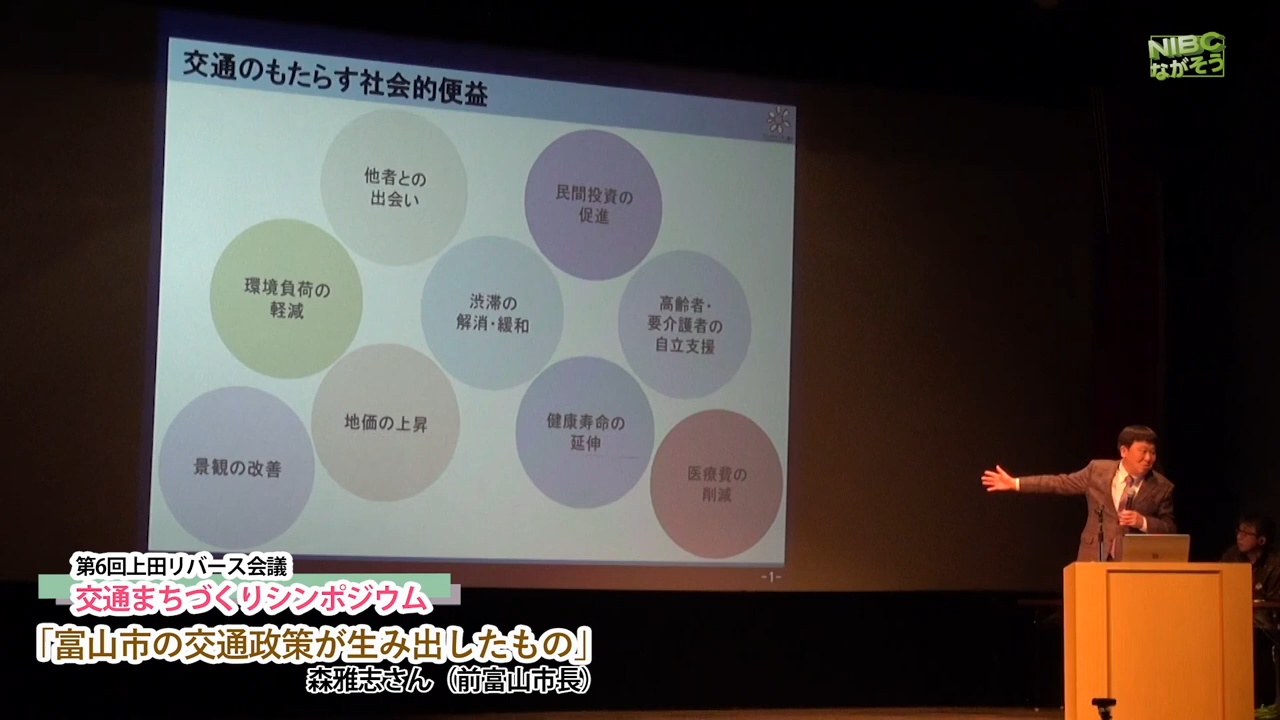 NIBC
ながそう
交通のもたらす社会的便益
他者との
出会い
民間投資の
促進
環境負荷の
軽減
渋滞の
解消・緩和
高齢者・
要介護者の
自立支援
地価の上昇
健康寿命の
延伸
景観の改善
医療費の
削減
-1-
第6回上田リバース会議
交通まちづくりシンポジウム
「富山市の交通政策が生み出したもの」
森雅志さん（前富山市長）